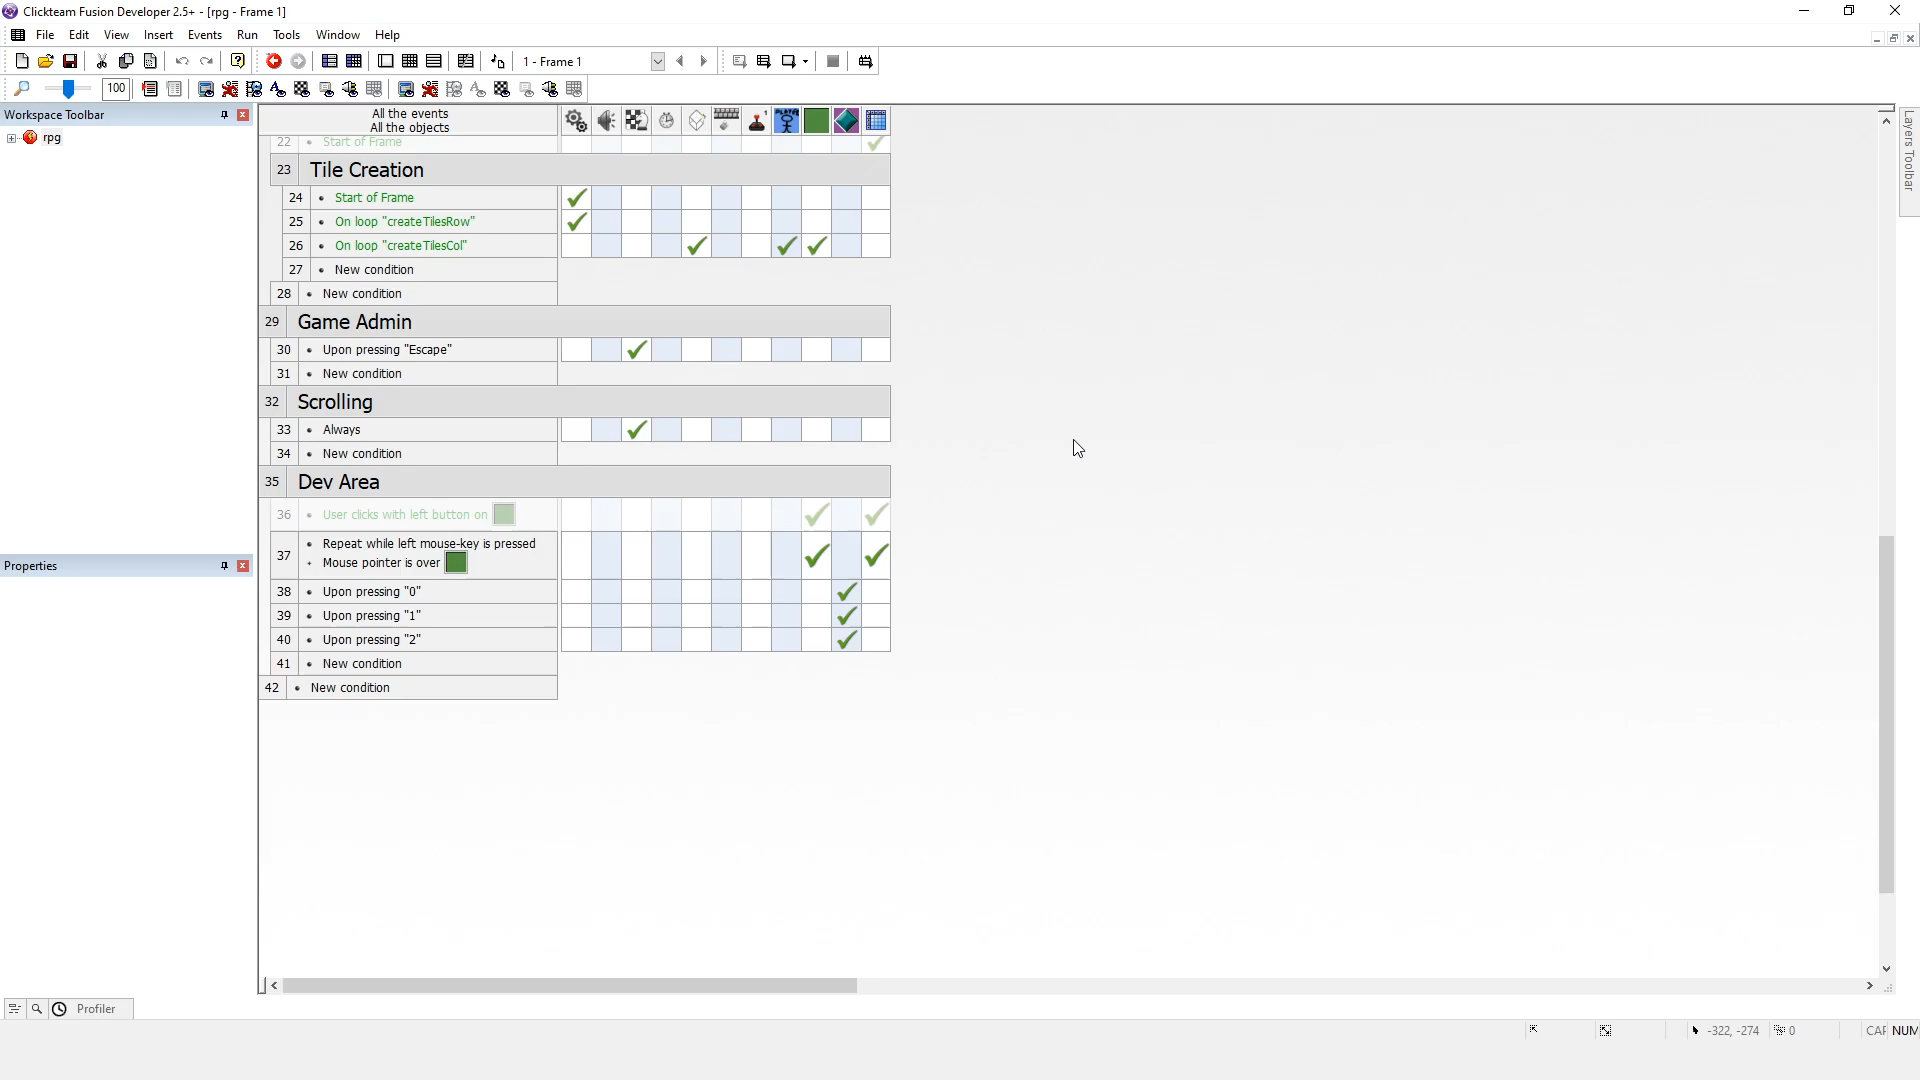 Clickteam Fusion Developer 2.5+ - [rpg - Frame 1]
File Edit View Insert Events Run Tools Window Help
1 - Frame 1
100
Workspace Toolbar
rpg
Properties
All the events
All the objects
22 Start of Frame
23 Tile Creation
24 Start of Frame
25 On loop "createTilesRow"
26 On loop "createTilesCol"
27 New condition
28 New condition
29 Game Admin
30 Upon pressing "Escape"
31 New condition
32 Scrolling
33 Always
34 New condition
35 Dev Area
36 User clicks with left button on
37 Repeat while left mouse-key is pressed
Mouse pointer is over
38 Upon pressing "0"
39 Upon pressing "1"
40 Upon pressing "2"
41 New condition
42 New condition
Layers Toolbar
Profiler
-322, -274
0
CAP NUM